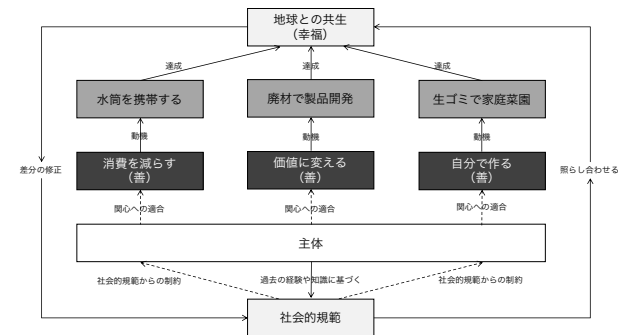 地球との共生
（幸福）
達成
達成
達成
水筒を携帯する
廃材で製品開発
生ゴミで家庭菜園
動機
動機
動機
消費を減らす
（善）
価値に変える
（善）
自分で作る
（善）
差分の修正
照らし合わせる
関心への適合
関心への適合
関心への適合
主体
社会的規範からの制約
過去の経験や知識に基づく
社会的規範からの制約
社会的規範